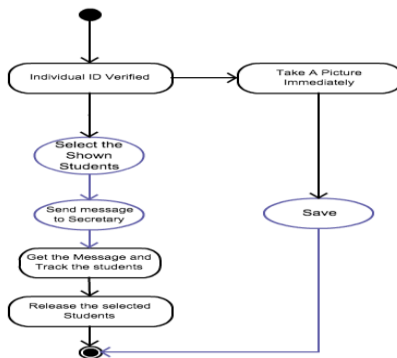 Individual ID Verified
Take A Picture
Immediately
Select the
Shown
Students
Send message
to Secretary
Save
Get the Message and
Track the students
Release the selected
Students